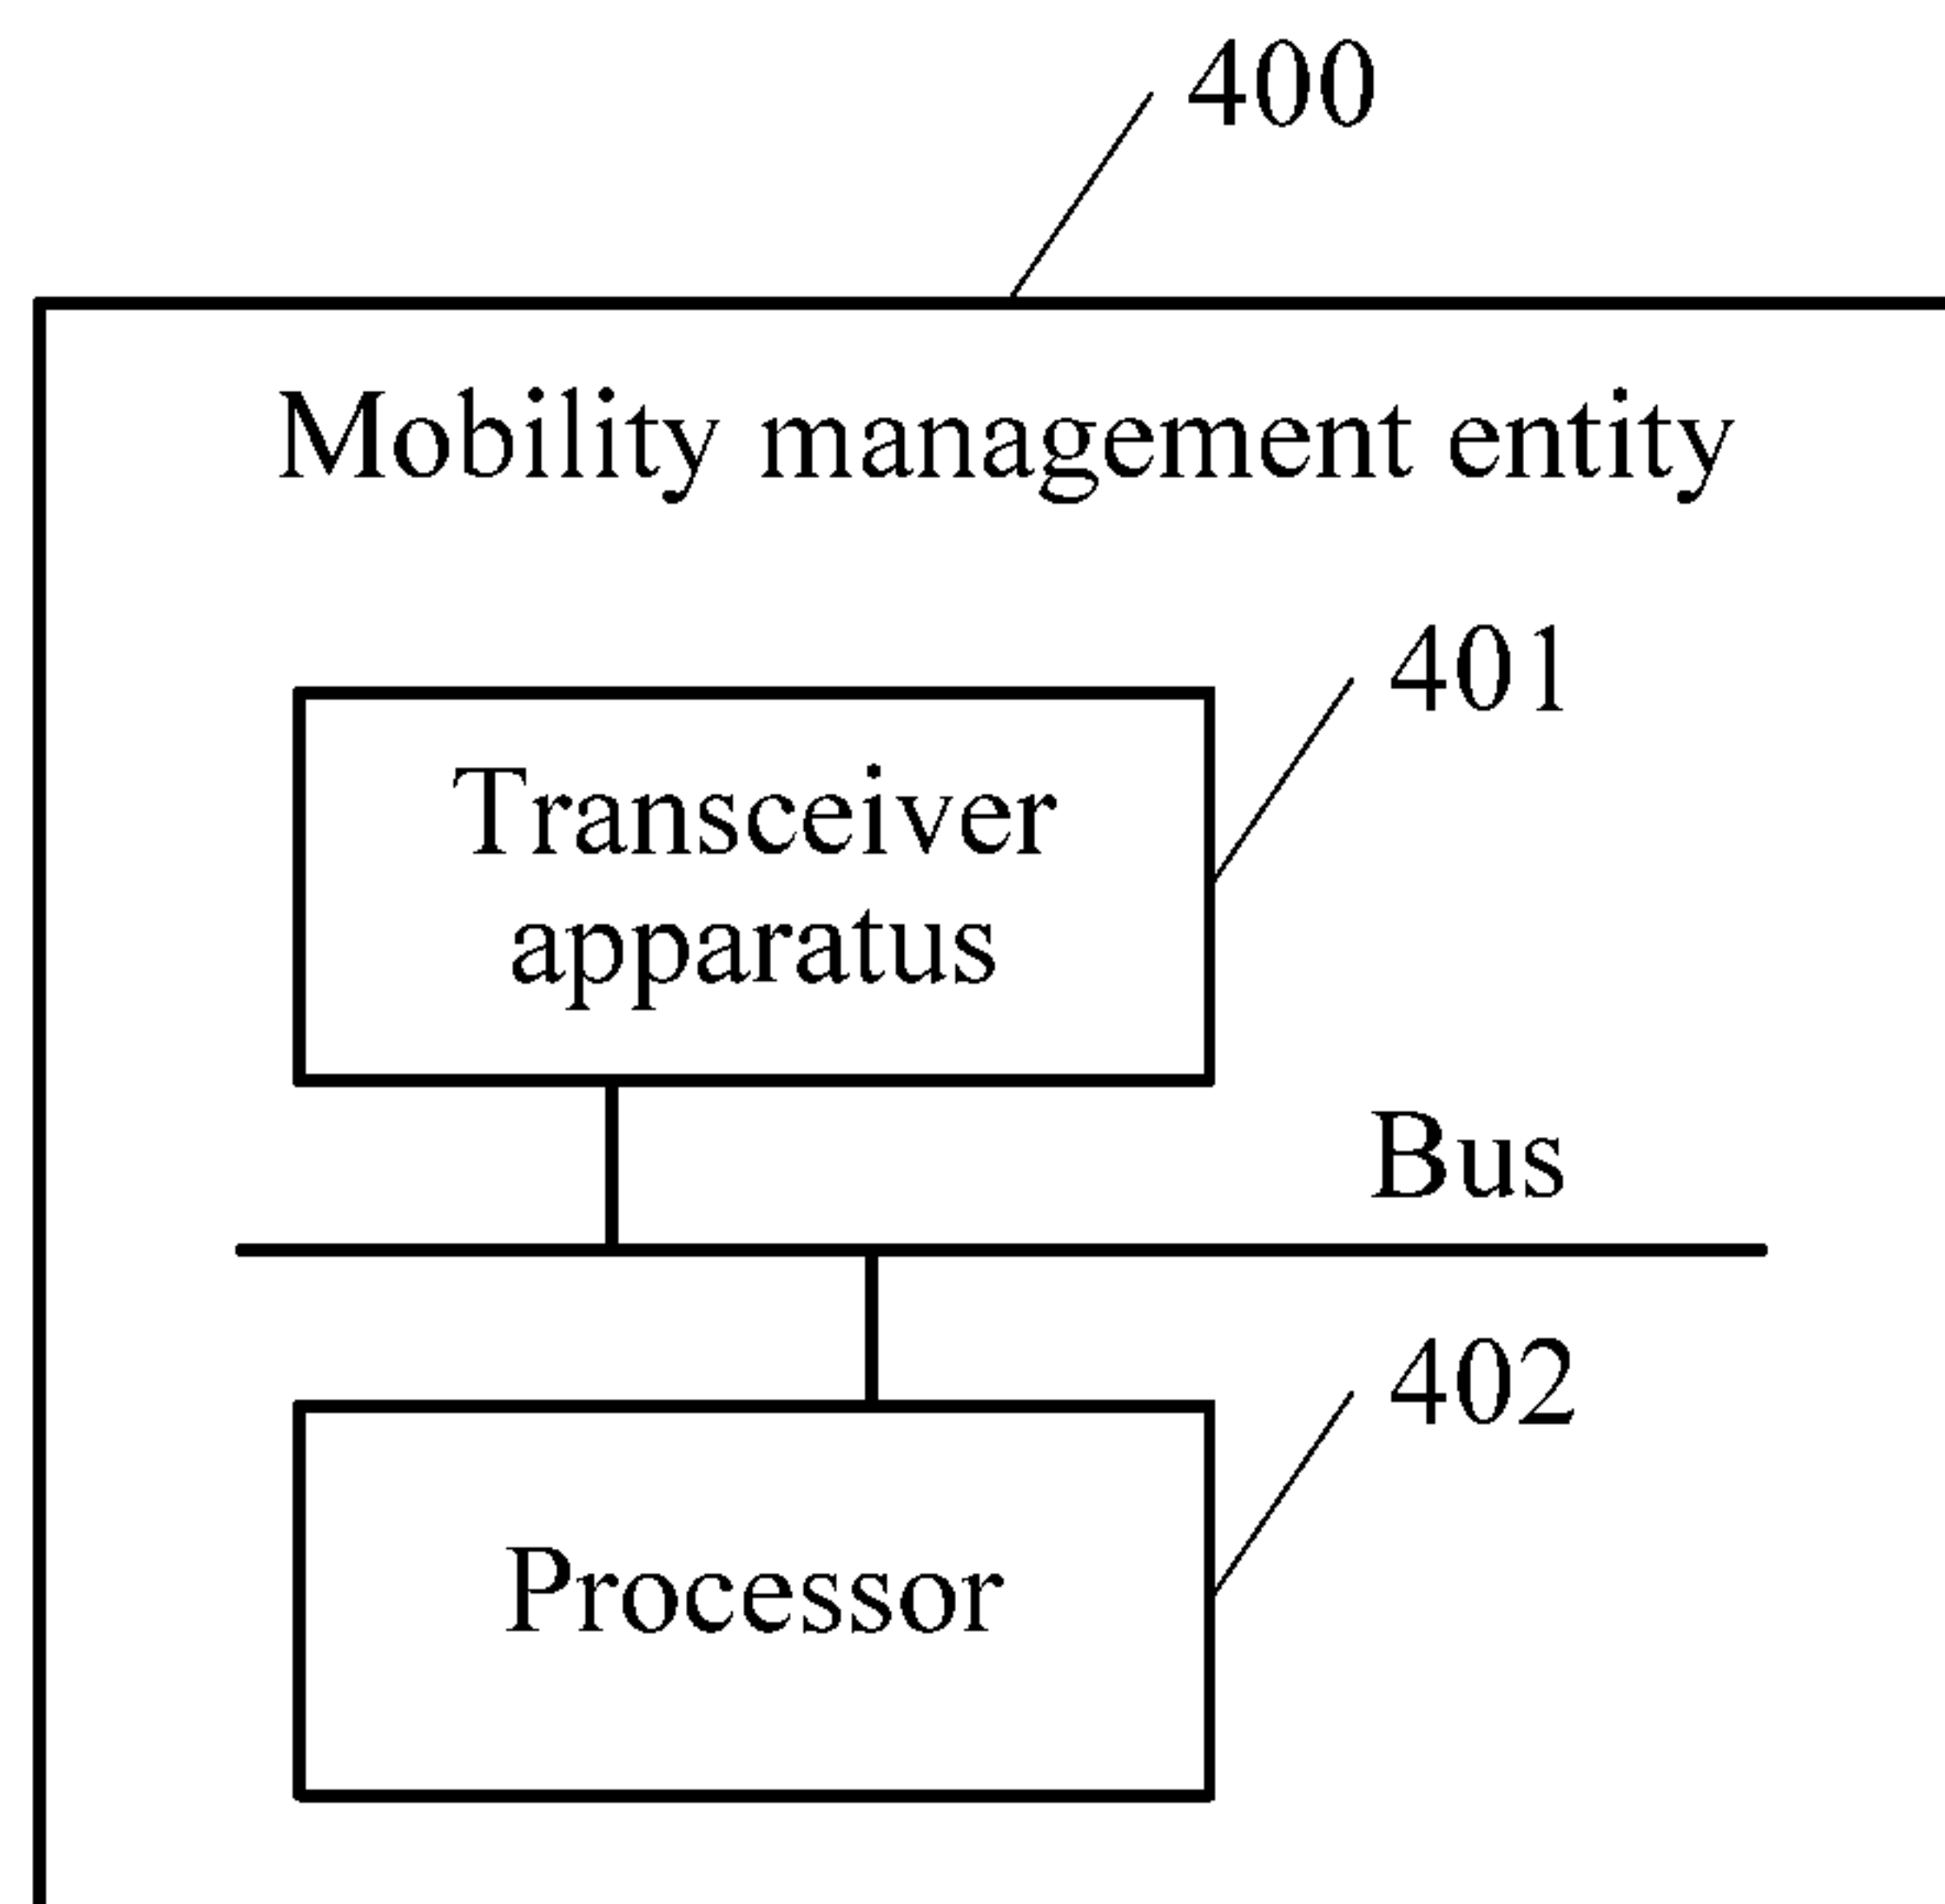 400
Mobility management entity
401
Transceiver
apparatus
Bus
402
Processor